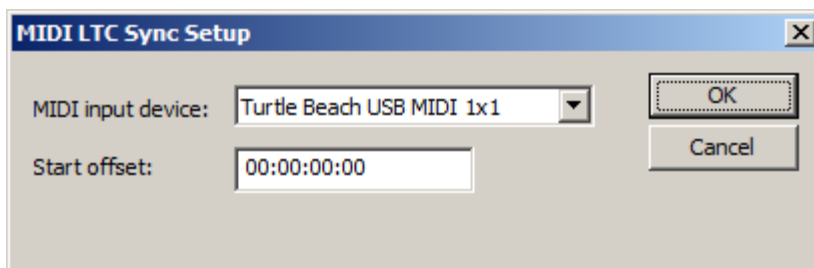 MIDI LTC Sync Setup
MIDI input device: Turtle Beach USB MIDI 1x1 OK
Start offset: 00:00:00:00 Cancel